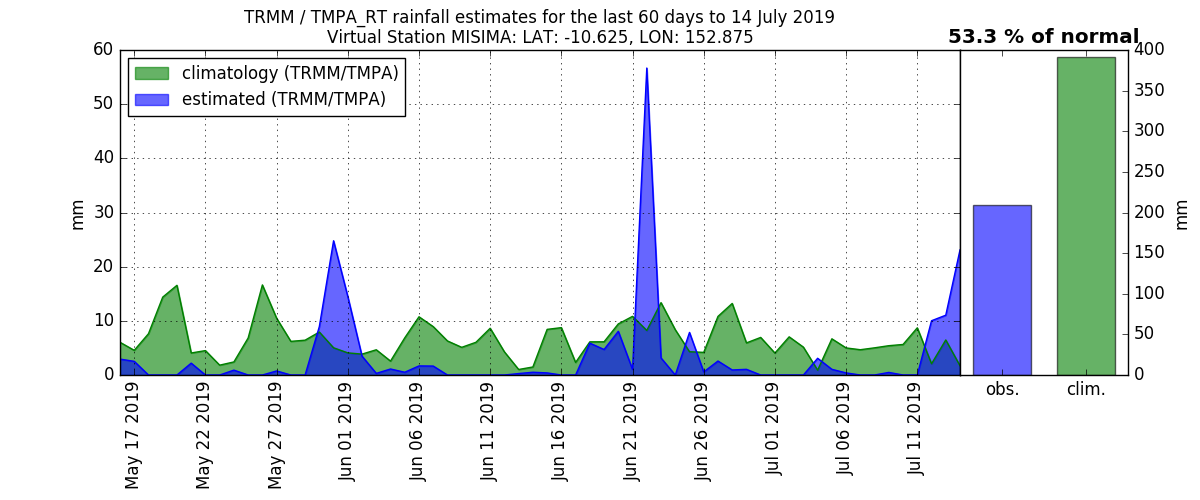 TRMM / TMPA_RT rainfall estimates for the last 60 days to 14 July 2019
Virtual Station MISIMA: LAT: -10.625, LON: 152.875
53.3 % of normal
climatology (TRMM/TMPA)
estimated (TRMM/TMPA)
60
50
40
30
20
10
0
mm
May 17 2019
May 22 2019
May 27 2019
Jun 01 2019
Jun 06 2019
Jun 11 2019
Jun 16 2019
Jun 21 2019
Jun 26 2019
Jul 01 2019
Jul 06 2019
Jul 11 2019
obs.
clim.
400
350
300
250
200
150
100
50
0
mm